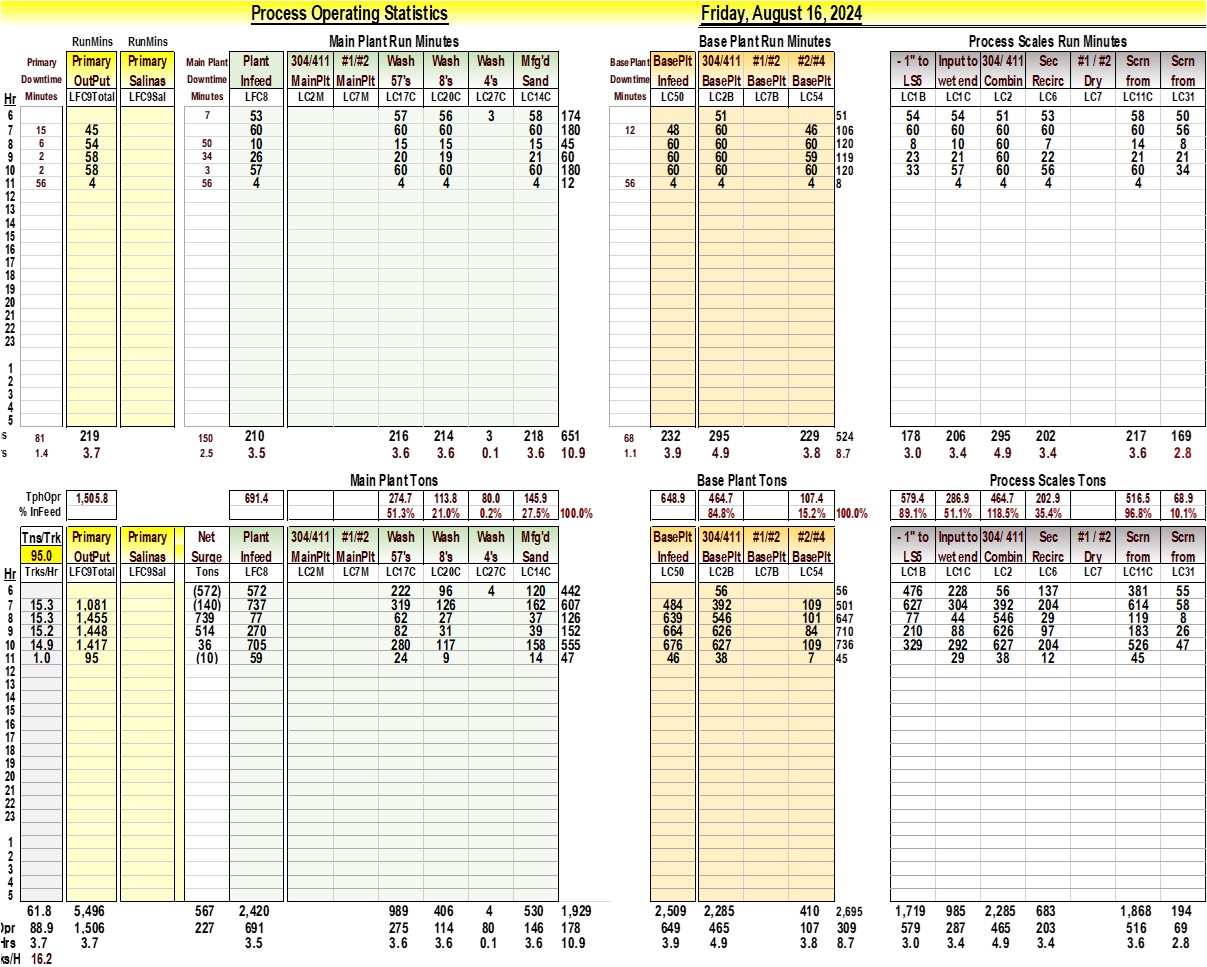 Process Operating Statistics Friday, August 16, 2024
RunMins RunMins Main Plant Run Minutes Base Plant Run Minutes Process Scales Run Minutes
Primary Primary Primary Main Plant Plant 304/411 #1/#2 Wash Wash Wash Mfg'd BasePlant BasePlt 304/411 #1/#2 #2/#4 - 1" to Input to 304/ 411 Sec #1 / #2 Scrn Scrn
Downtime OutPut Salinas Downtime Infeed MainPlt MainPlt 57's 8's 4's Sand Downtime Infeed BasePlt BasePlt BasePlt LS5 wet end Combin Recirc Dry from from
Hr Minutes LFC9Total LFC9Sal Minutes LFC8 LC2M LC7M LC17C LC20C LC27C LC14C Minutes LC50 LC2B LC7B LC54 LC1B LC1C LC2 LC6 LC7 LC11C LC31
6 7 53 57 56 3 58 174 51 51 54 54 51 53 58 50
7 15 45 60 60 60 60 180 12 48 60 46 106 60 60 60 60 60 56
8 6 54 50 10 15 15 15 45 60 60 60 120 8 10 60 7 14 8
9 2 58 34 26 20 19 21 60 60 60 59 119 23 21 60 22 21 21
10 2 58 3 57 60 60 60 180 60 60 60 120 33 57 60 56 60 34
11 56 4 56 4 4 4 4 12 56 4 4 4 8 4 4 4 4
12
13
14
15
16
17
18
19
20
21
22
23
1
2
3
4
5
s 81 219 150 210 216 214 3 218 651 68 232 295 229 524 178 206 295 202 217 169
s 1.4 3.7 2.5 3.5 3.6 3.6 0.1 3.6 10.9 1.1 3.9 4.9 3.8 8.7 3.0 3.4 4.9 3.4 3.6 2.8
Main Plant Tons Base Plant Tons Process Scales Tons
TphOpr 1,505.8 691.4 274.7 113.8 80.0 145.9 648.9 464.7 107.4 579.4 286.9 464.7 202.9 516.5 68.9
% InFeed 51.3% 21.0% 0.2% 27.5% 100.0% 84.8% 15.2% 100.0% 89.1% 51.1% 118.5% 35.4% 96.8% 10.1%
Tns/Trk Primary Primary Net Plant 304/411 #1/#2 Wash Wash Wash Mfg'd BasePlt 304/411 #1/#2 #2/#4 - 1" to Input to 304/ 411 Sec #1 / #2 Scrn Scrn
95.0 OutPut Salinas Surge Infeed MainPlt MainPlt 57's 8's 4's Sand Infeed BasePlt BasePlt BasePlt LS5 wet end Combin Recirc Dry from from
Hr Trks/Hr LFC9Total LFC9Sal Tons LFC8 LC2M LC7M LC17C LC20C LC27C LC14C LC50 LC2B LC7B LC54 LC1B LC1C LC2 LC6 LC7 LC11C LC31
6 (572) 572 222 96 4 120 442 56 56 476 228 56 137 381 55
7 15.3 1,081 (140) 737 319 126 162 607 484 392 109 501 627 304 392 204 614 58
8 15.3 1,455 739 77 62 27 37 126 639 546 101 647 77 44 546 29 119 8
9 15.2 1,448 514 270 82 31 39 152 664 626 84 710 210 88 626 97 183 26
10 14.9 1,417 36 705 280 117 158 555 676 627 109 736 329 292 627 204 526 47
11 1.0 95 (10) 59 24 9 14 47 46 38 7 45 29 38 12 45
12
13
14
15
16
17
18
19
20
21
22
23
1
2
3
4
5
61.8 5,496 567 2,420 989 406 4 530 1,929 2,509 2,285 410 2,695 1,719 985 2,285 683 1,868 194
Opr 88.9 1,506 227 691 275 114 80 146 178 649 465 107 309 579 287 465 203 516 69
Hrs 3.7 3.7 3.5 3.6 3.6 0.1 3.6 10.9 3.9 4.9 3.8 8.7 3.0 3.4 4.9 3.4 3.6 2.8
ks/H 16.2